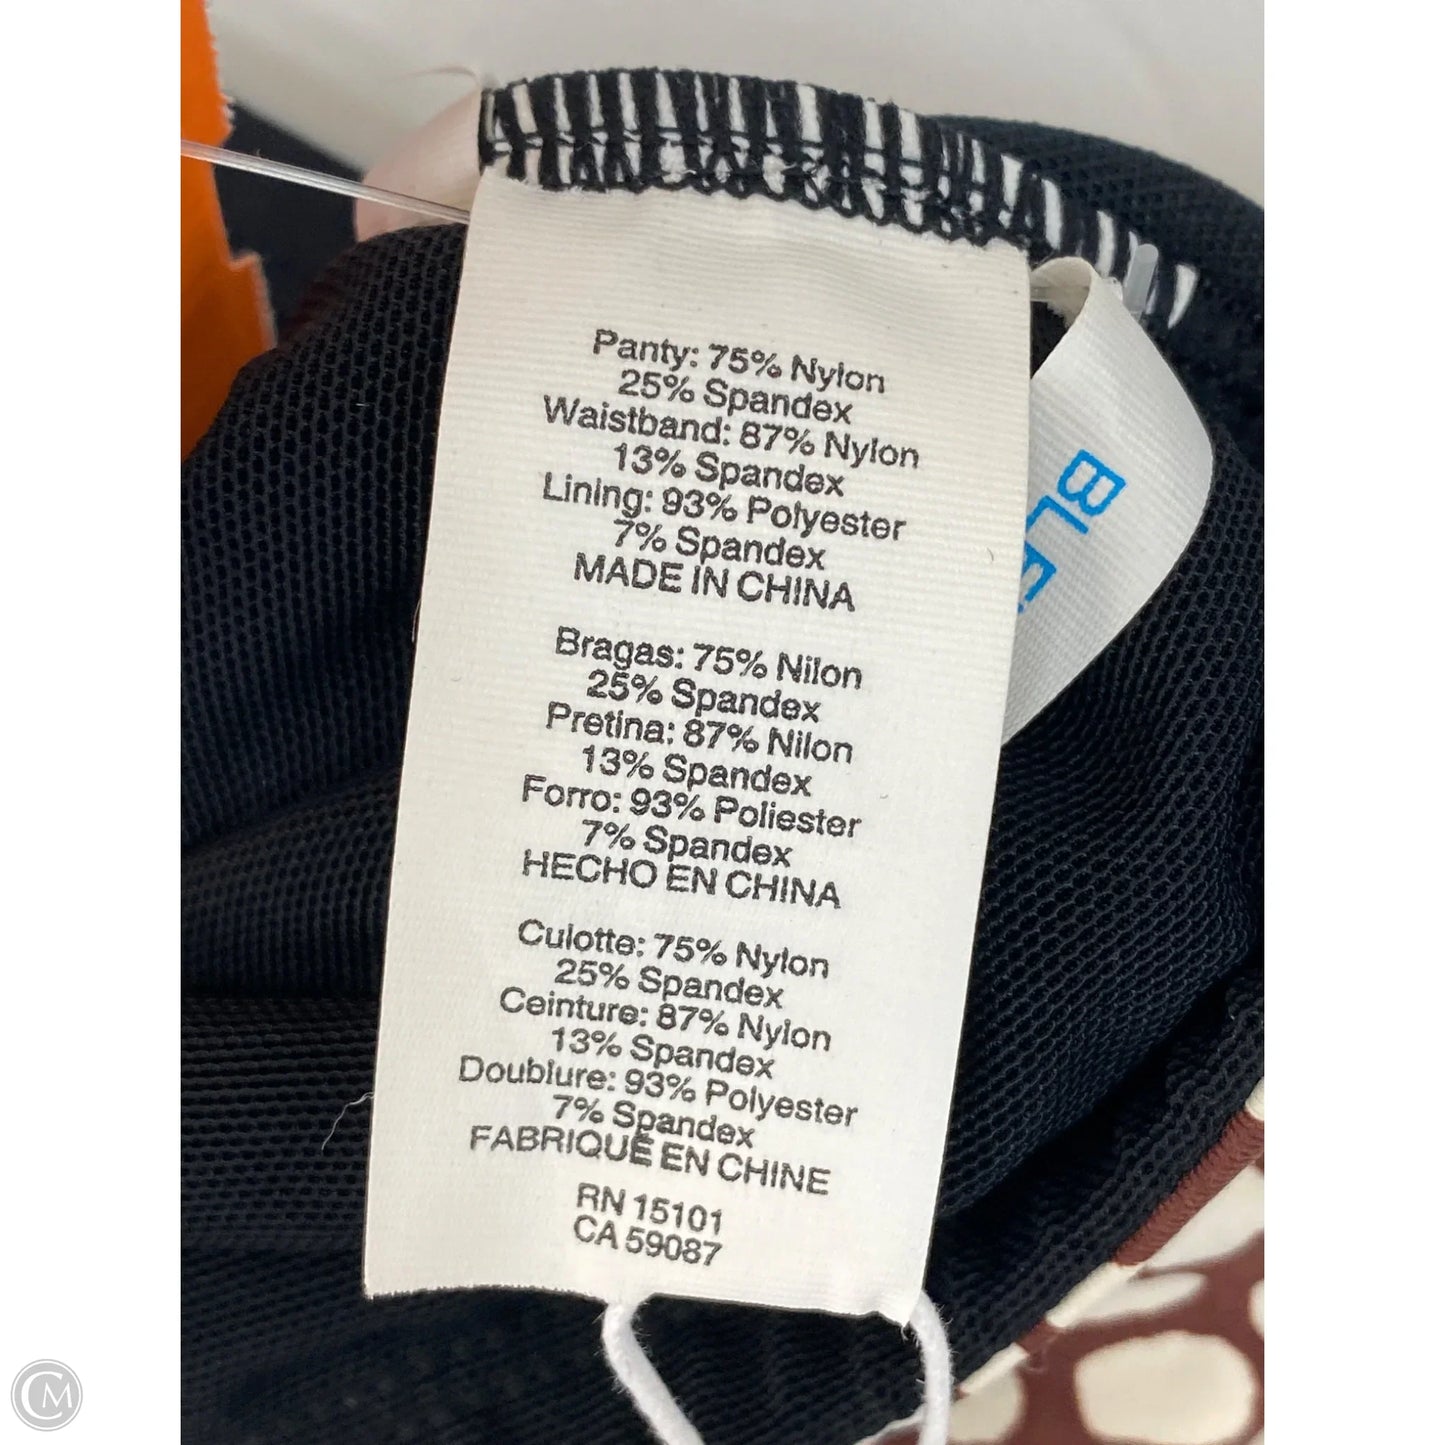 Panty: 75% Nylon
25% Spandex
Waistband: 87% Nylon
13% Spandex
Lining: 93% Polyester
7% Spandex
MADE IN CHINA
Bragas: 75% Nilon
25% Spandex
Pretina: 87% Nilon
13% Spandex
Forro: 93% Poliester
7% Spandex
HECHO EN CHINA
Culotte: 75% Nylon
25% Spandex
Ceinture: 87% Nylon
13% Spandex
Doublure: 93% Polyester
7% Spandex
FABRIQUÉ EN CHINE
RN 15101
CA 59087
CM